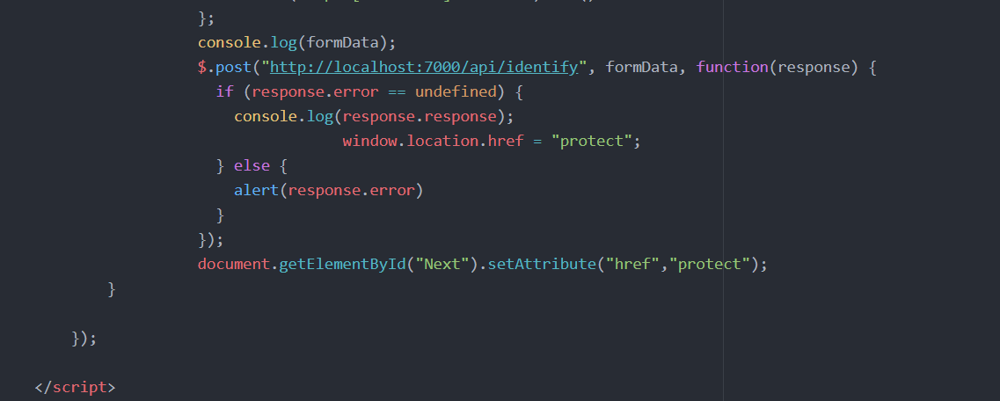 };
console.log(formData);
$.post("http://localhost:7000/api/identify", formData, function(response) {
if (response.error == undefined) {
console.log(response.response);
window.location.href = "protect";
} else {
alert(response.error)
}
});
document.getElementById("Next").setAttribute("href","protect");
}
});
</script>